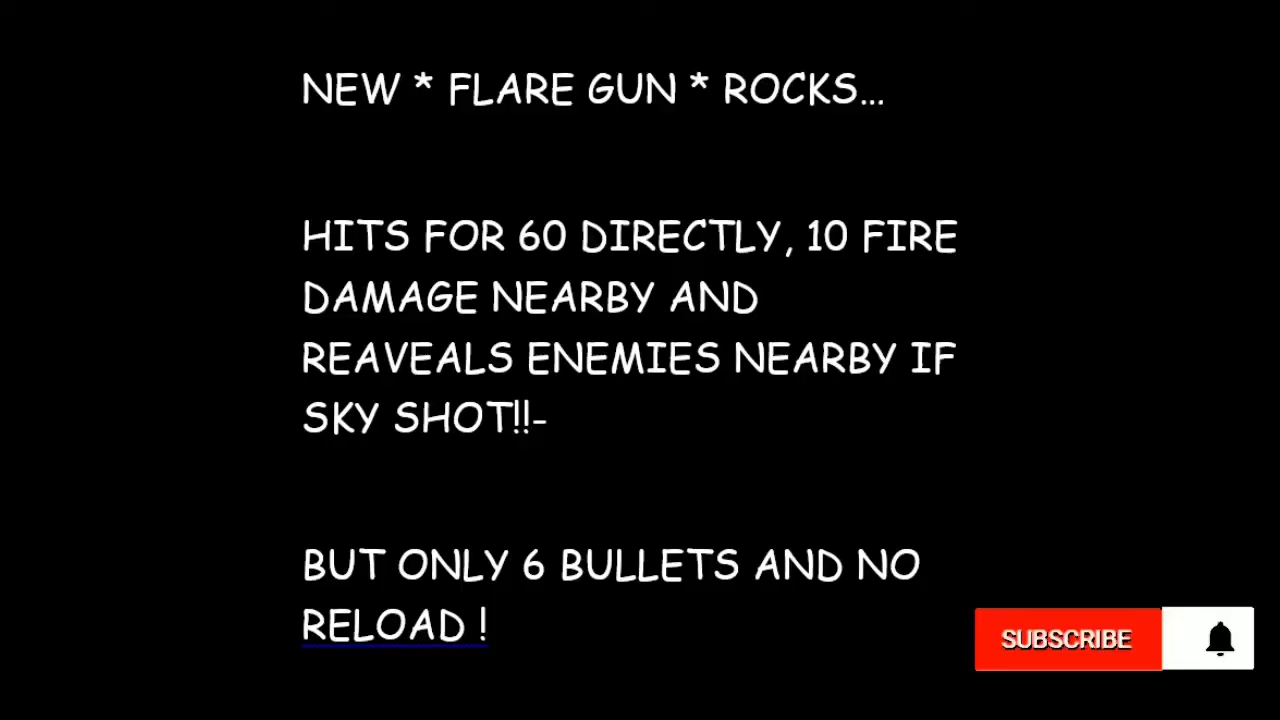 NEW * FLARE GUN * ROCKS...
HITS FOR 60 DIRECTLY, 10 FIRE
DAMAGE NEARBY AND
REAVEALS ENEMIES NEARBY IF
SKY SHOT!!-
BUT ONLY 6 BULLETS AND NO
RELOAD !
SUBSCRIBE